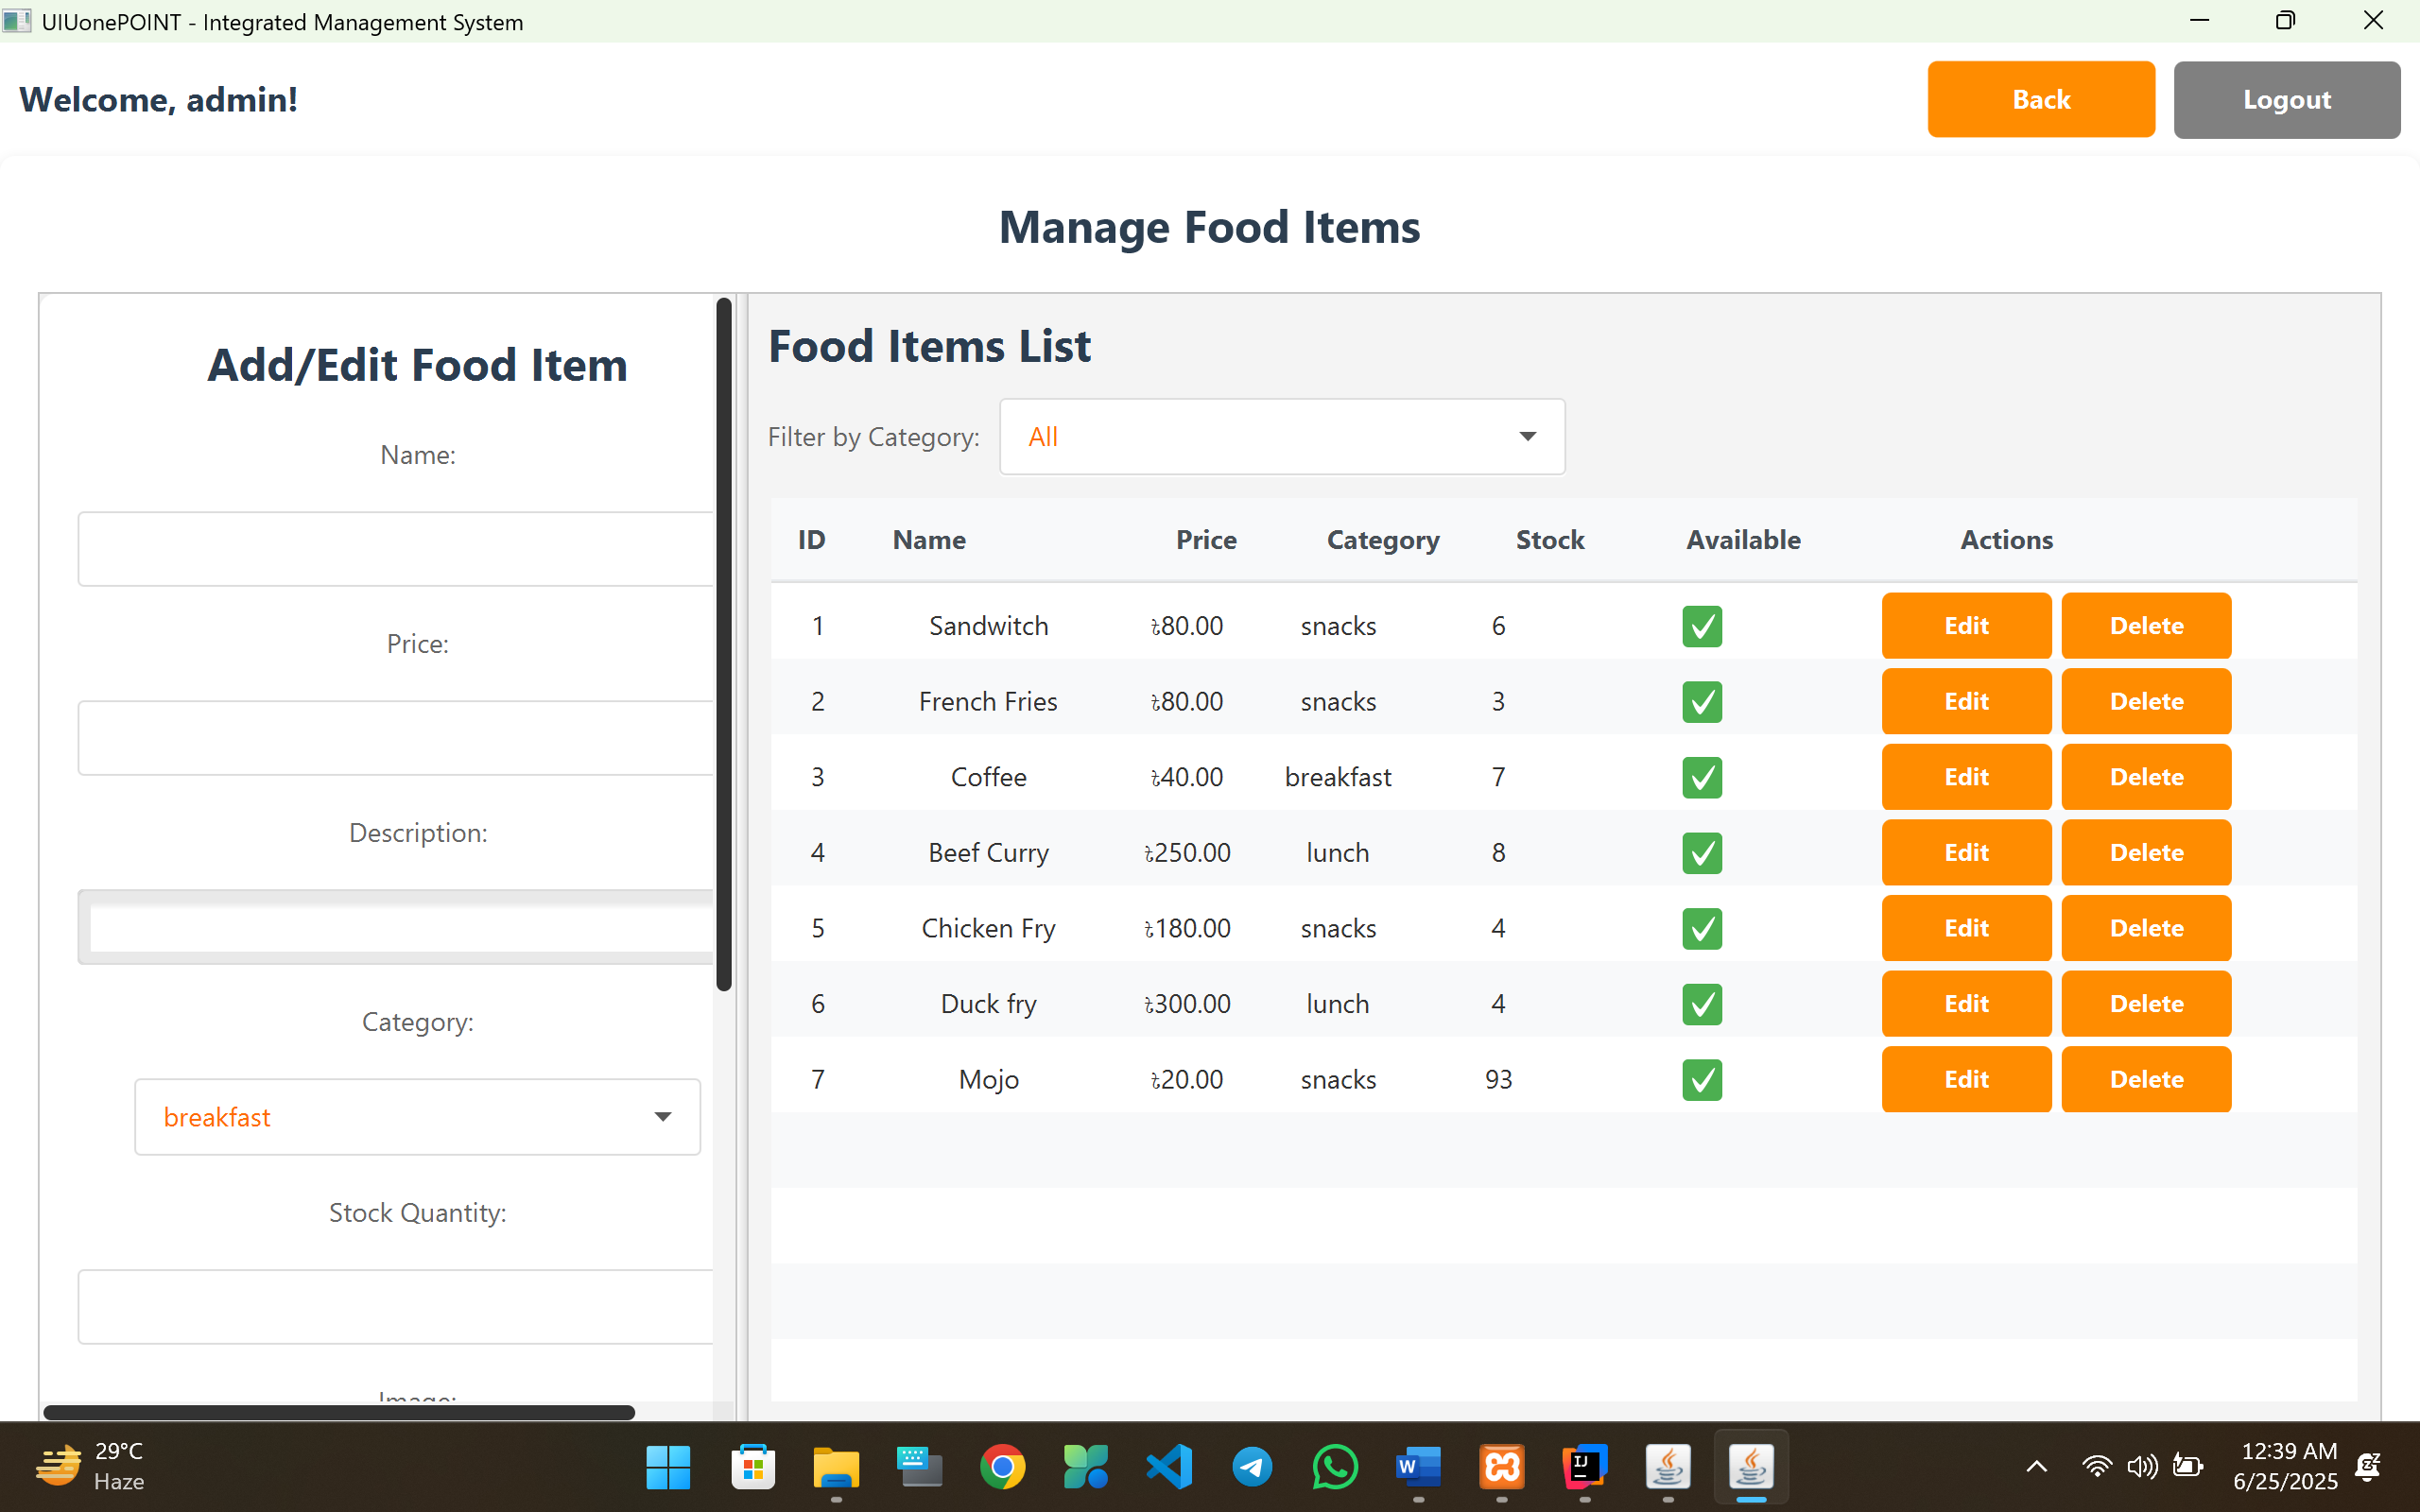 UIUonePOINT - Integrated Management System
Welcome, admin!
Back
Logout
Manage Food Items
Add/Edit Food Item
Name:
Price:
Description:
Category:
breakfast
Stock Quantity:
Image:
Food Items List
Filter by Category: All
ID Name Price Category Stock Available Actions
1 Sandwitch ৳80.00 snacks 6 ✅ Edit Delete
2 French Fries ৳80.00 snacks 3 ✅ Edit Delete
3 Coffee ৳40.00 breakfast 7 ✅ Edit Delete
4 Beef Curry ৳250.00 lunch 8 ✅ Edit Delete
5 Chicken Fry ৳180.00 snacks 4 ✅ Edit Delete
6 Duck fry ৳300.00 lunch 4 ✅ Edit Delete
7 Mojo ৳20.00 snacks 93 ✅ Edit Delete
29°C
Haze
12:39 AM
6/25/2025